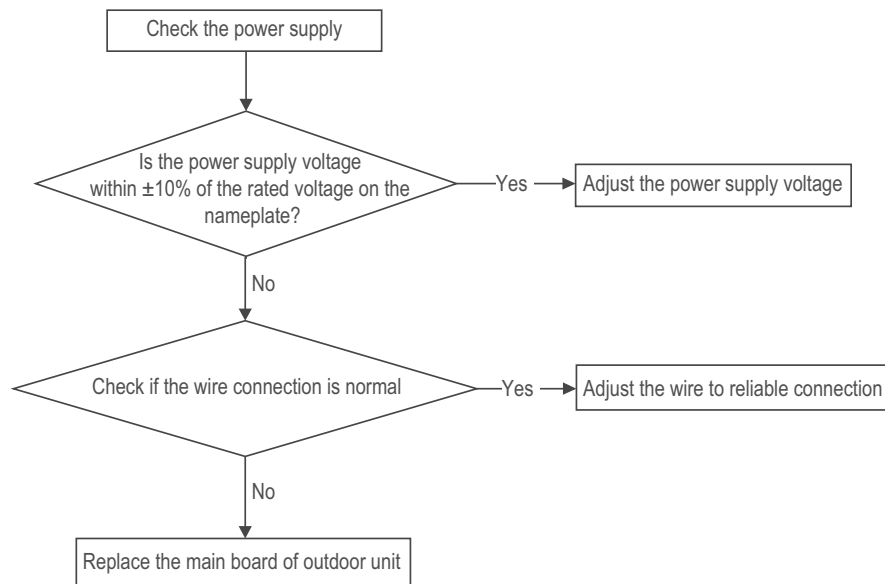 Check the power supply
Is the power supply voltage
within ±10% of the rated voltage on the
nameplate?
Yes
Adjust the power supply voltage
No
Check if the wire connection is normal
Yes
Adjust the wire to reliable connection
No
Replace the main board of outdoor unit